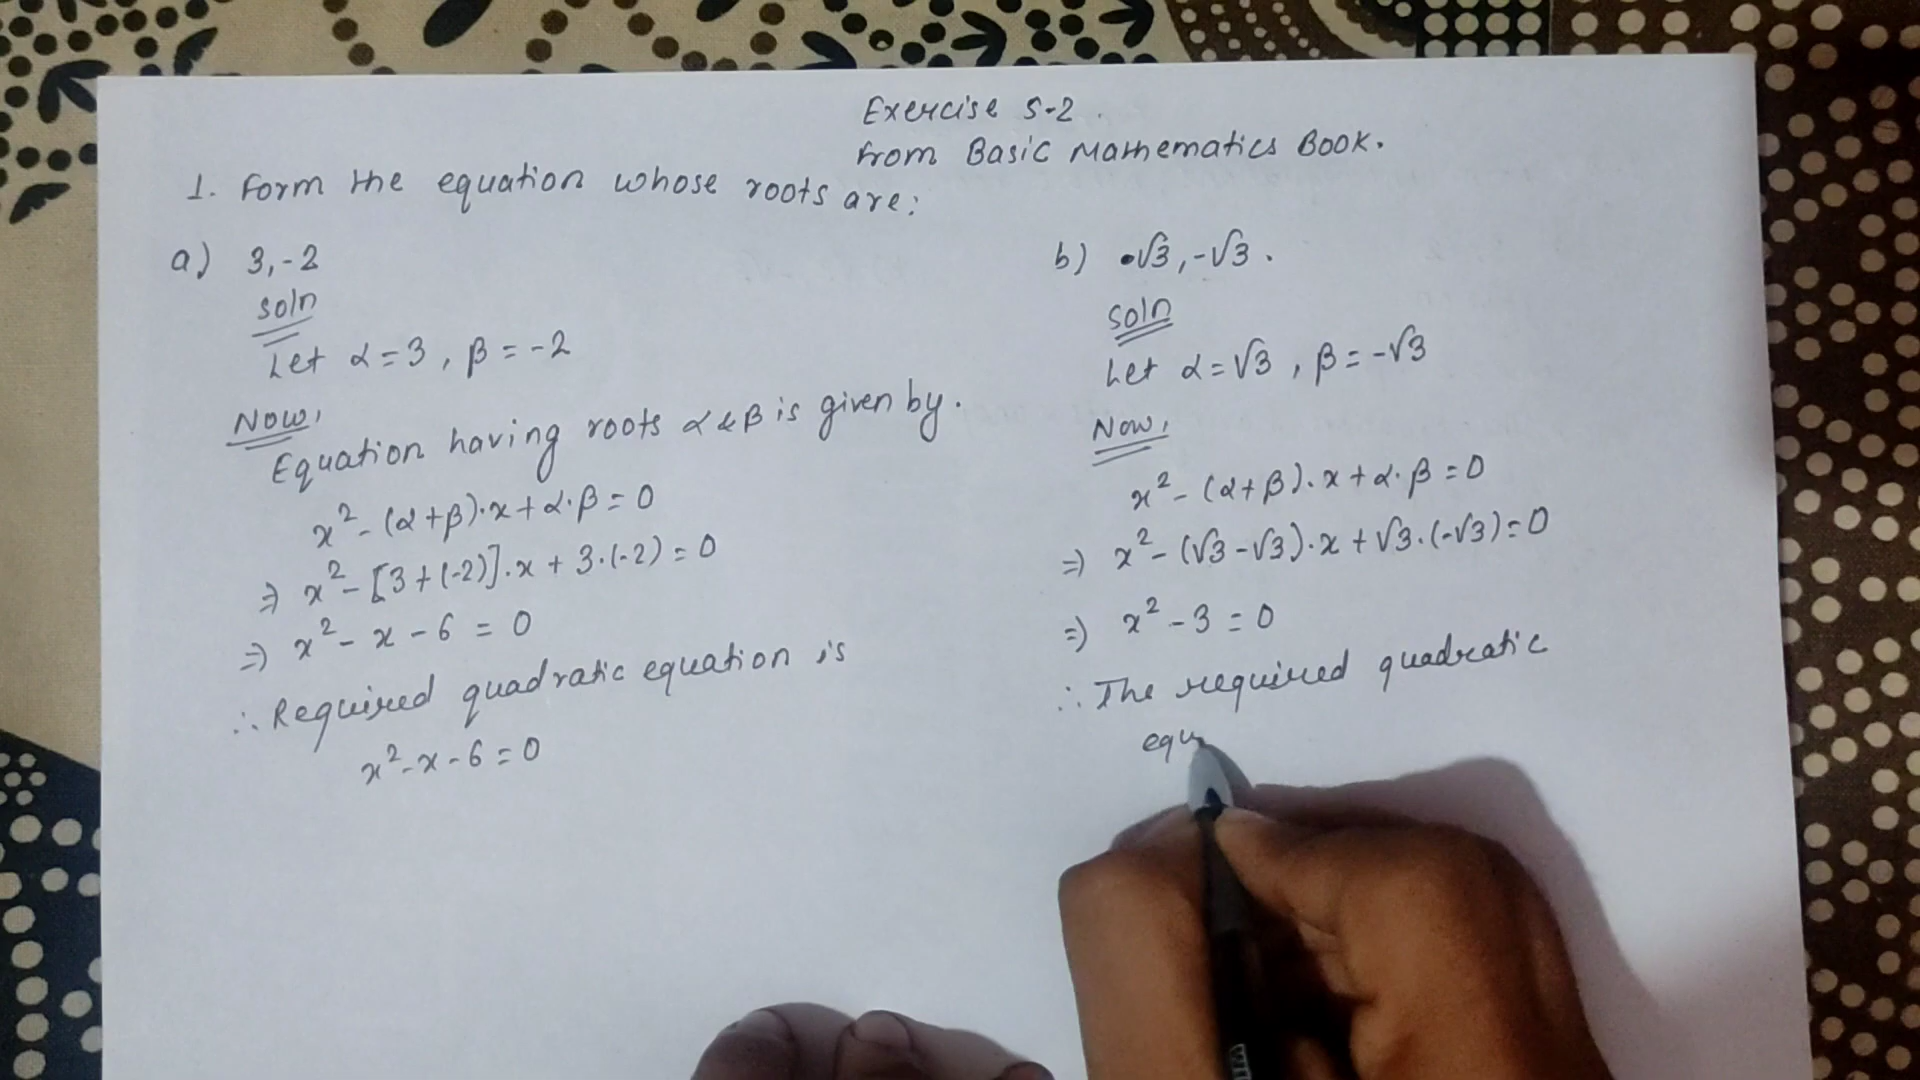 Exercise 5-2.
from Basic Mathematics Book.
1. Form the equation whose roots are:
a) 3, -2
soln
Let α = 3, β = -2
Now,
Equation having roots α & β is given by.
x² - (α + β)·x + α·β = 0
⇒ x² - [3 + (-2)]·x + 3·(-2) = 0
⇒ x² - x - 6 = 0
∴ Required quadratic equation is
x² - x - 6 = 0
b) √3, -√3.
soln
Let α = √3, β = -√3
Now,
x² - (α + β)·x + α·β = 0
⇒ x² - (√3 - √3)·x + √3·(-√3) = 0
⇒ x² - 3 = 0
∴ The required quadratic
equ